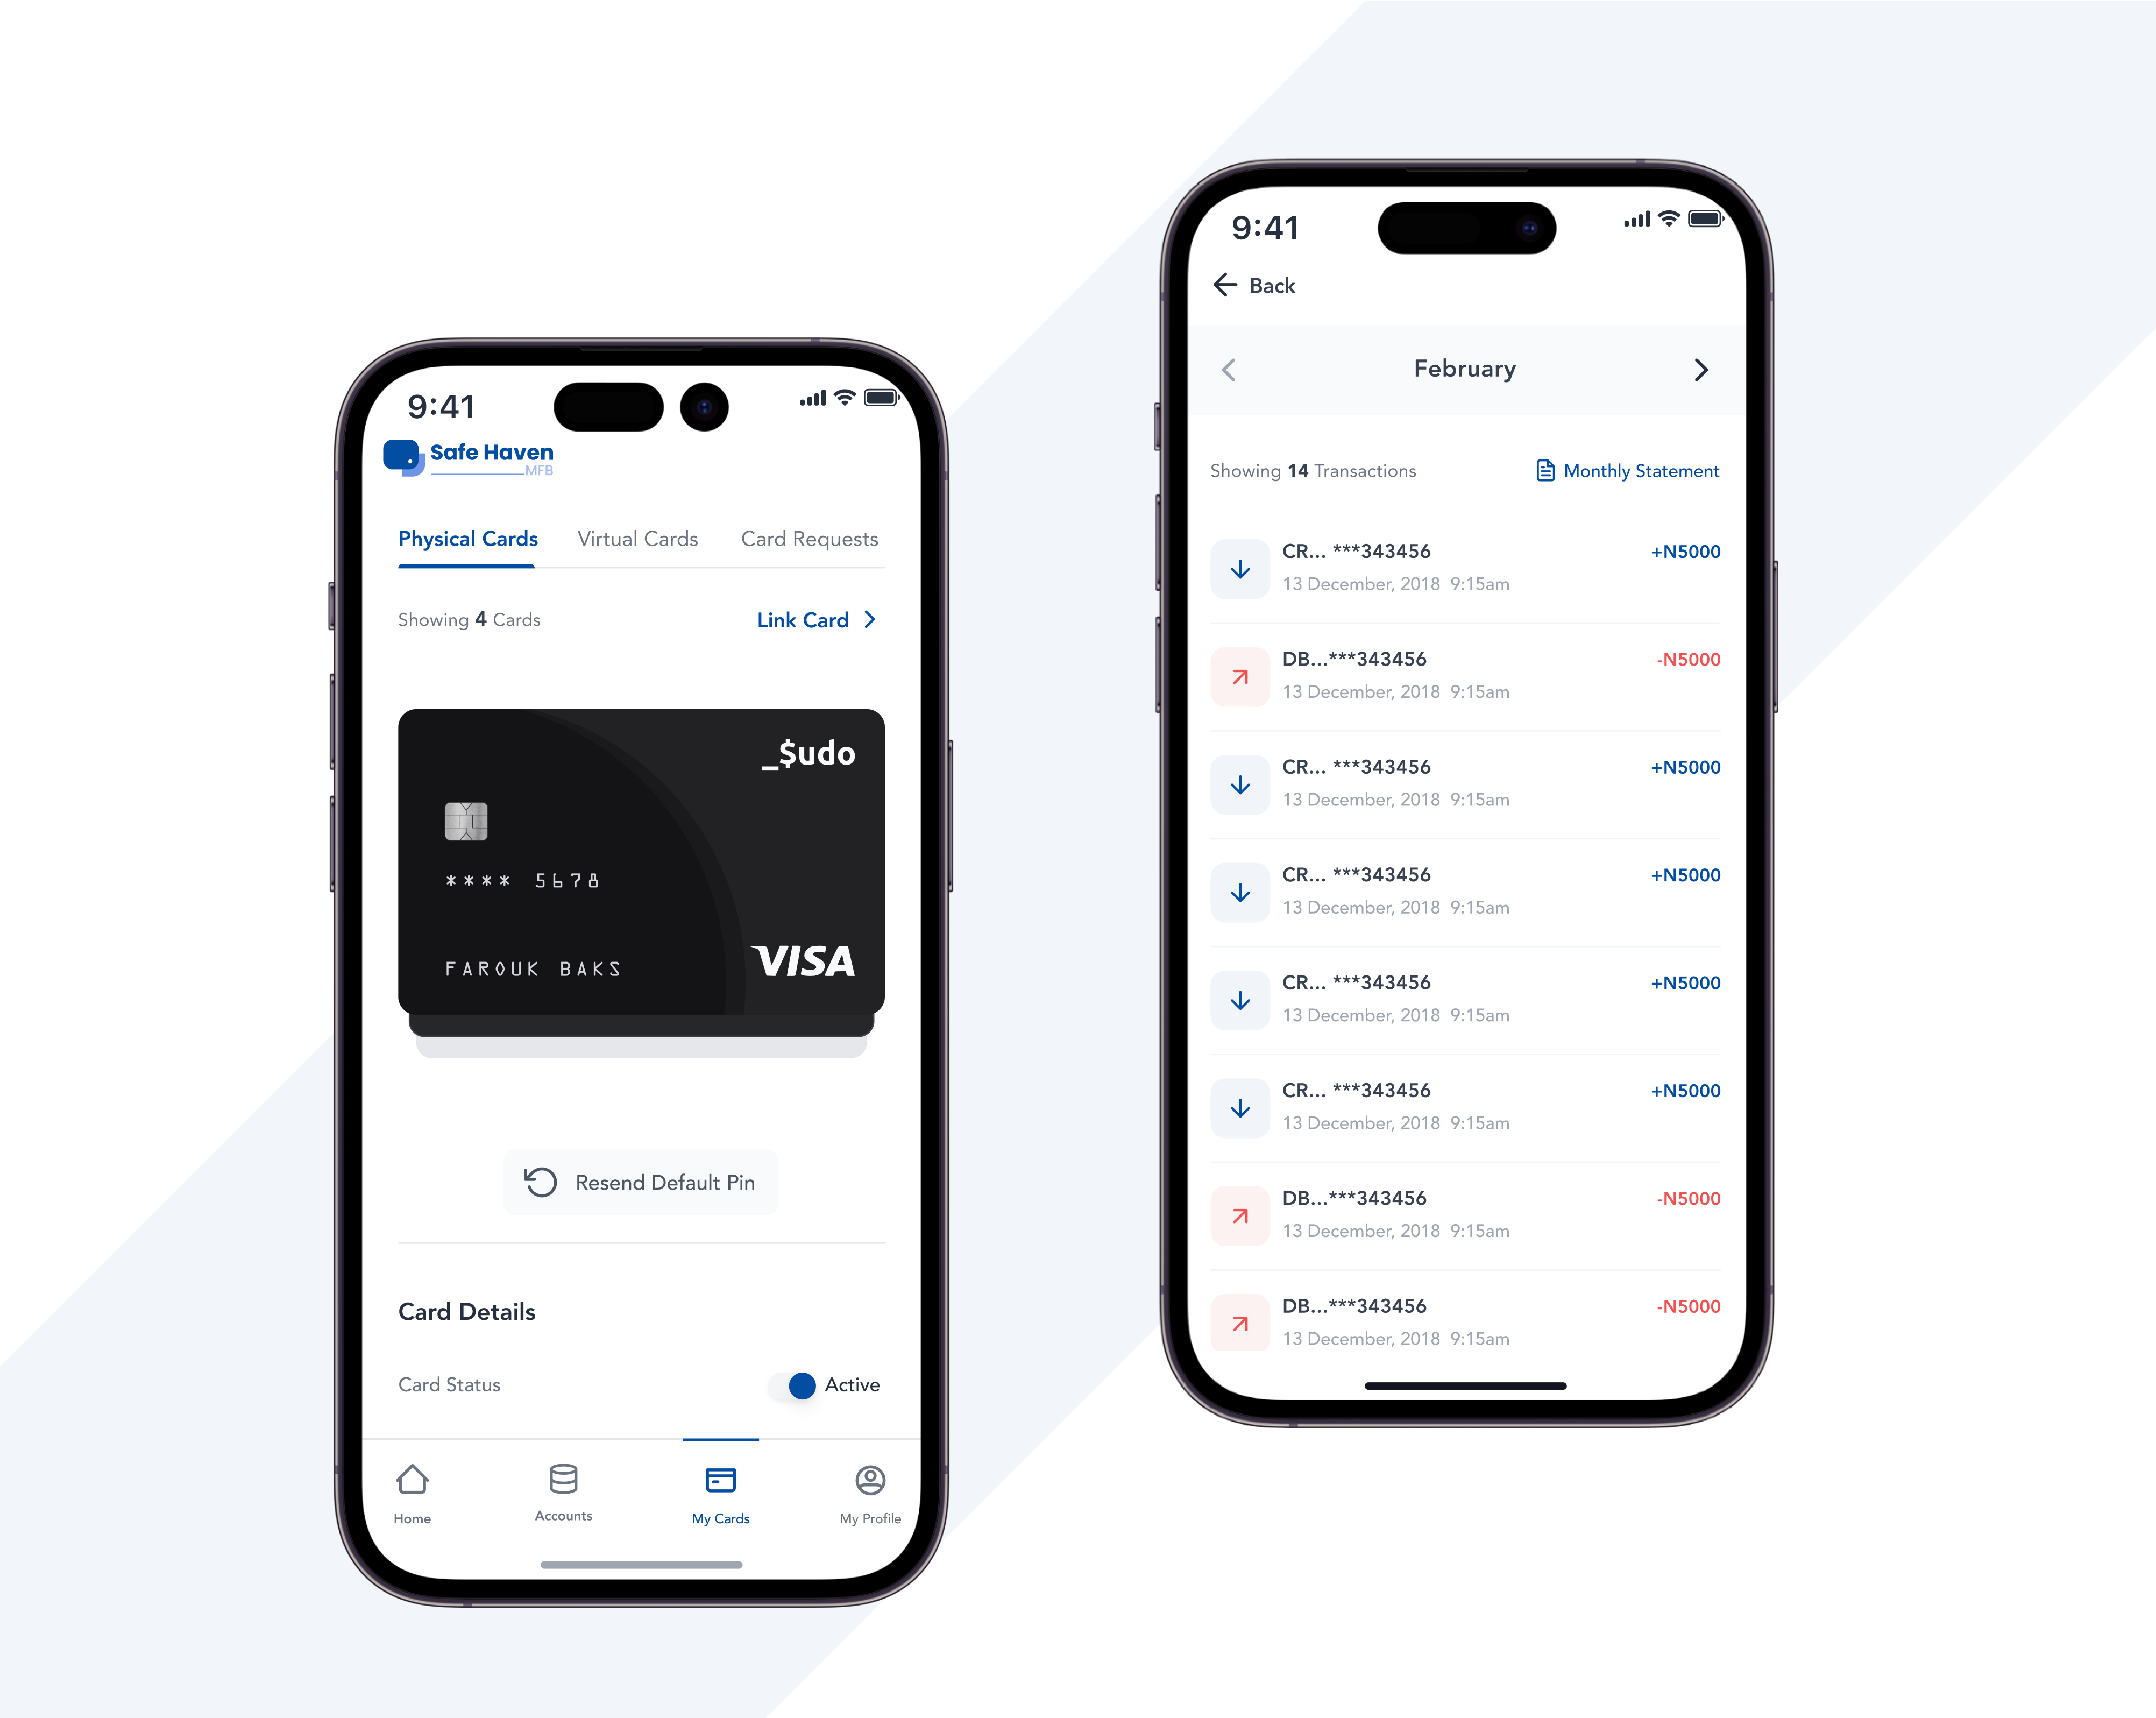 9:41
Safe Haven
MFB
Physical Cards Virtual Cards Card Requests
Showing 4 Cards Link Card
_$udo
**** 5678
FAROUK BAKS VISA
Resend Default Pin
Card Details
Card Status Active
Home Accounts My Cards My Profile
9:41
Back
February
Showing 14 Transactions Monthly Statement
CR... ***343456 +N5000
13 December, 2018 9:15am
DB...***343456 -N5000
13 December, 2018 9:15am
CR... ***343456 +N5000
13 December, 2018 9:15am
CR... ***343456 +N5000
13 December, 2018 9:15am
CR... ***343456 +N5000
13 December, 2018 9:15am
CR... ***343456 +N5000
13 December, 2018 9:15am
DB...***343456 -N5000
13 December, 2018 9:15am
DB...***343456 -N5000
13 December, 2018 9:15am